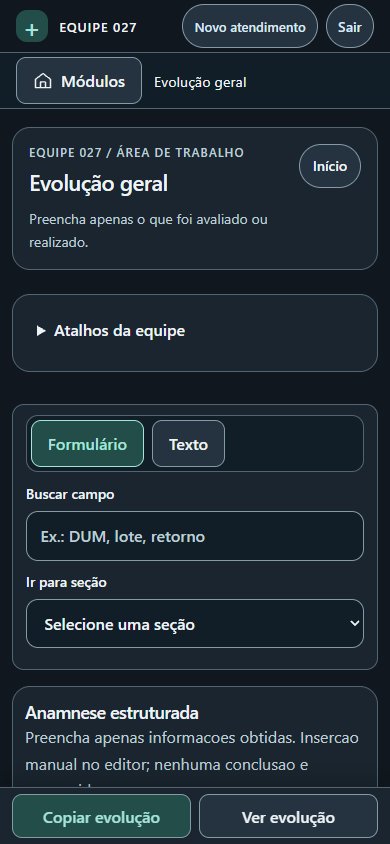 EQUIPE 027
Novo atendimento
Sair
Módulos
Evolução geral
EQUIPE 027 / ÁREA DE TRABALHO
Evolução geral
Início
Preencha apenas o que foi avaliado ou
realizado.
Atalhos da equipe
Formulário
Texto
Buscar campo
Ex.: DUM, lote, retorno
Ir para seção
Selecione uma seção
Anamnese estruturada
Preencha apenas informacoes obtidas. Insercao
manual no editor; nenhuma conclusao e
Copiar evolução
Ver evolução